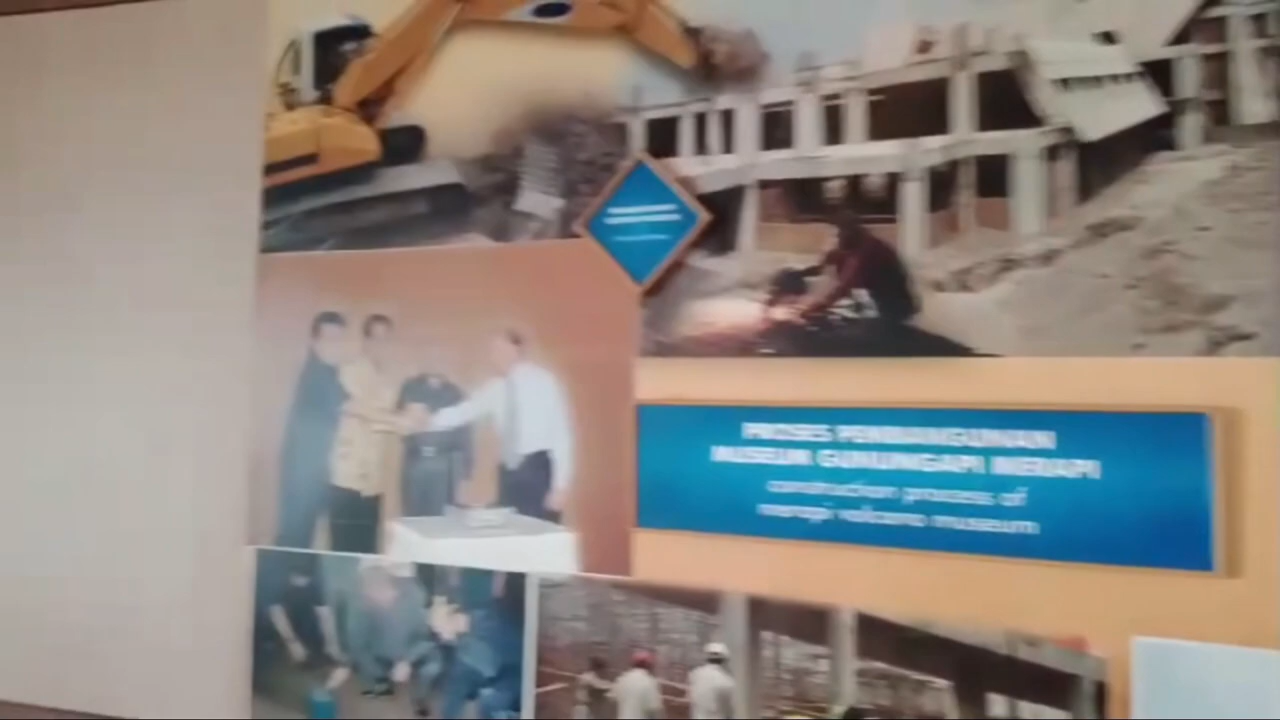 PROSES PEMBANGUNAN
MUSEUM GUNUNGAPI MERAPI
construction process of
merapi volcano museum